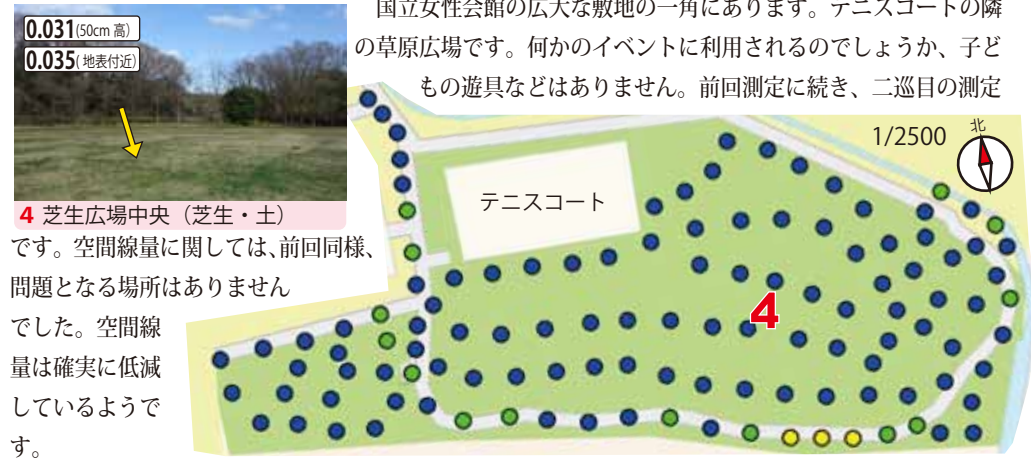 国立女性会館の広大な敷地の一角にあります。テニスコートの隣
の草原広場です。何かのイベントに利用されるのでしょうか、子ど
もの遊具などはありません。前回測定に続き、二巡目の測定
0.031(50cm 高)
0.035(地表付近)
4 芝生広場中央（芝生・土）
です。空間線量に関しては、前回同様、
問題となる場所はありません
でした。空間線
量は確実に低減
しているようで
す。
テニスコート
1/2500
北
4